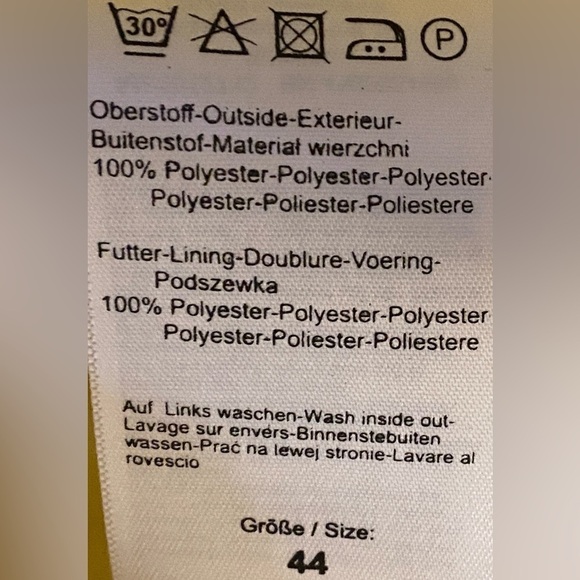 30° P
Oberstoff-Outside-Exterieur-
Buitenstof-Materiał wierzchni
100% Polyester-Polyester-Polyester-
Polyester-Poliester-Poliestere
Futter-Lining-Doublure-Voering-
Podszewka
100% Polyester-Polyester-Polyester
Polyester-Poliester-Poliestere
Auf Links waschen-Wash inside out-
Lavage sur envers-Binnenstebuiten
wassen-Prać na lewej stronie-Lavare al
rovescio
Größe / Size:
44